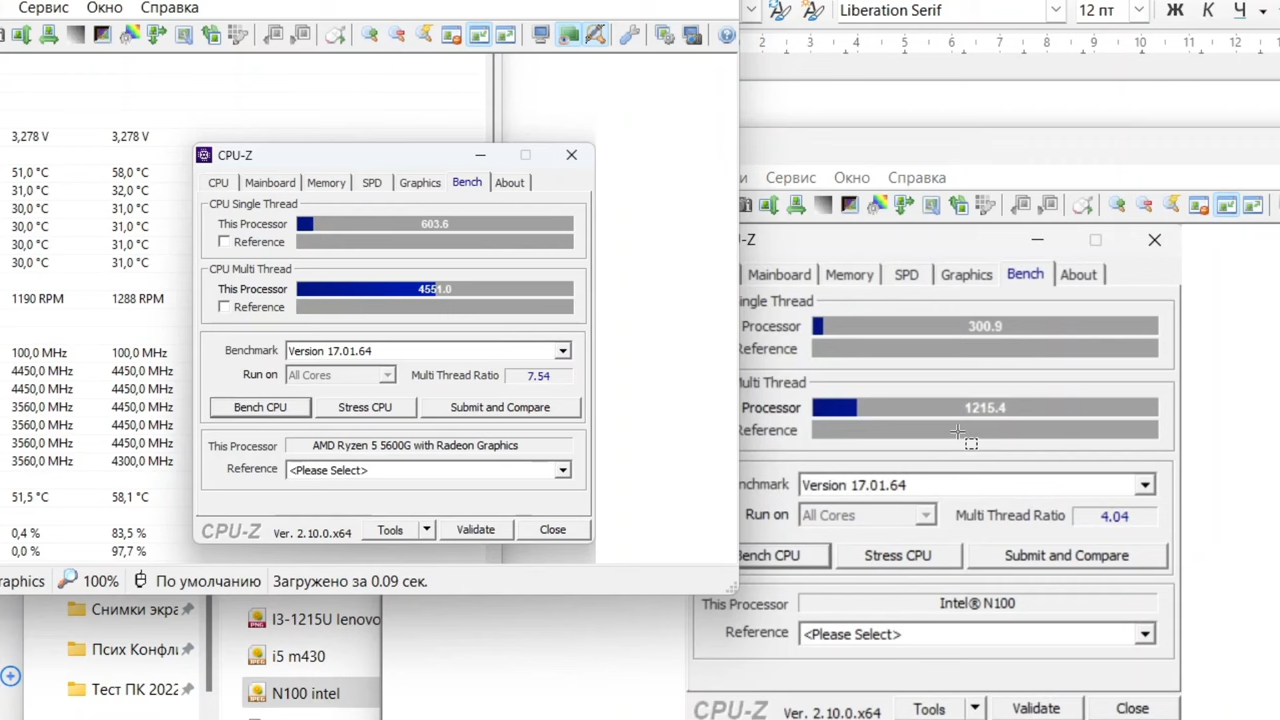 Сервис Окно Справка
3,278 V 3,278 V
51,0 °C 58,0 °C
31,0 °C 32,0 °C
30,0 °C 31,0 °C
30,0 °C 31,0 °C
30,0 °C 31,0 °C
30,0 °C 31,0 °C
1190 RPM 1288 RPM
100,0 MHz 100,0 MHz
4450,0 MHz 4450,0 MHz
4450,0 MHz 4450,0 MHz
3560,0 MHz 4450,0 MHz
3560,0 MHz 4450,0 MHz
3560,0 MHz 4450,0 MHz
3560,0 MHz 4300,0 MHz
51,5 °C 58,1 °C
0,4 % 83,5 %
0,0 % 97,7 %
CPU-Z
CPU Mainboard Memory SPD Graphics Bench About
CPU Single Thread
This Processor 603.6
Reference
CPU Multi Thread
This Processor 4551.0
Reference
Benchmark Version 17.01.64
Run on All Cores Multi Thread Ratio 7.54
Bench CPU Stress CPU Submit and Compare
This Processor AMD Ryzen 5 5600G with Radeon Graphics
Reference <Please Select>
CPU-Z Ver. 2.10.0.x64 Tools Validate Close
raphics 100% По умолчанию Загружено за 0.09 сек.
Снимки экра
Псих Конфли
Тест ПК 2022
I3-1215U lenovo
i5 m430
N100 intel
Liberation Serif 12 пт Ж К Ч
2 3 4 5 6 7 8 9 10 11 12
и Сервис Окно Справка
-Z
Mainboard Memory SPD Graphics Bench About
ingle Thread
Processor 300.9
Reference
Multi Thread
Processor 1215.4
Reference
nchmark Version 17.01.64
Run on All Cores Multi Thread Ratio 4.04
Bench CPU Stress CPU Submit and Compare
This Processor Intel® N100
Reference <Please Select>
CPU-Z Ver. 2.10.0.x64 Tools Validate Close